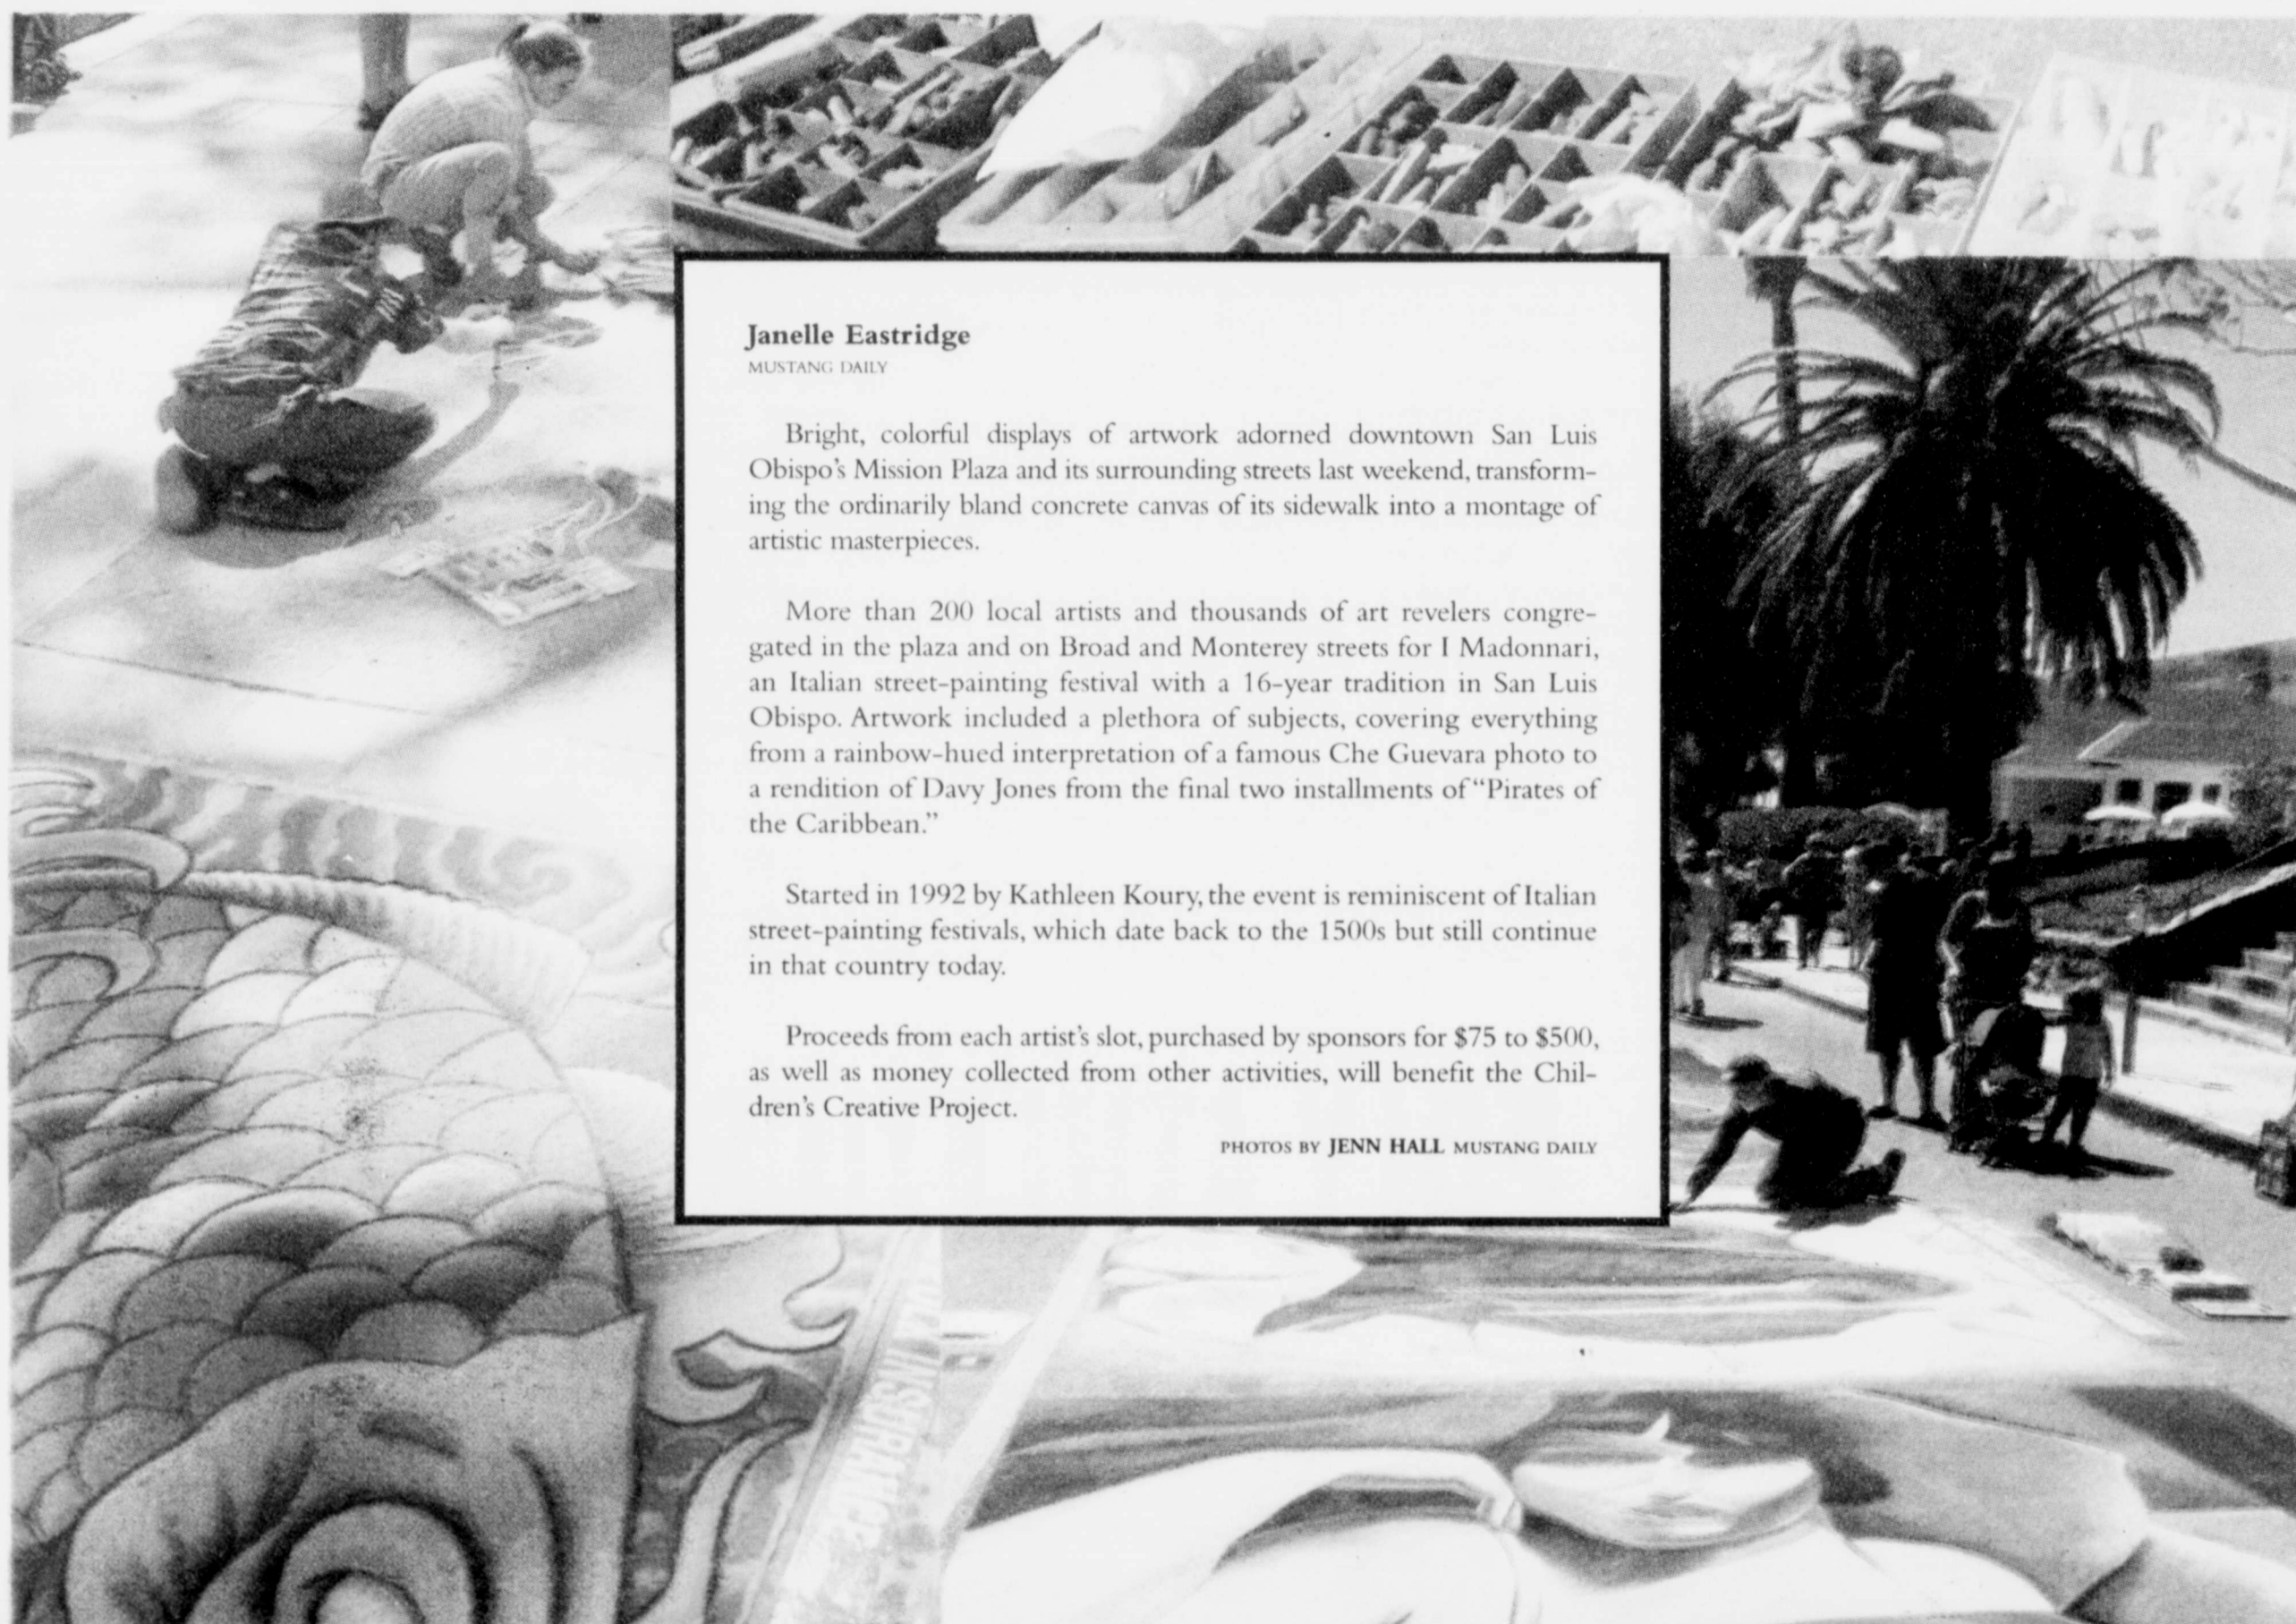 Janelle Eastridge
MUSTANG DAILY
Bright, colorful displays of artwork adorned downtown San Luis
Obispo's Mission Plaza and its surrounding streets last weekend, transform-
ing the ordinarily bland concrete canvas of its sidewalk into a montage of
artistic masterpieces.
More than 200 local artists and thousands of art revelers congre-
gated in the plaza and on Broad and Monterey streets for I Madonnari,
an Italian street-painting festival with a 16-year tradition in San Luis
Obispo. Artwork included a plethora of subjects, covering everything
from a rainbow-hued interpretation of a famous Che Guevara photo to
a rendition of Davy Jones from the final two installments of “Pirates of
the Caribbean.”
Started in 1992 by Kathleen Koury, the event is reminiscent of Italian
street-painting festivals, which date back to the 1500s but still continue
in that country today.
Proceeds from each artist's slot, purchased by sponsors for $75 to $500,
as well as money collected from other activities, will benefit the Chil-
dren's Creative Project.
PHOTOS BY JENN HALL MUSTANG DAILY
INSURANCE